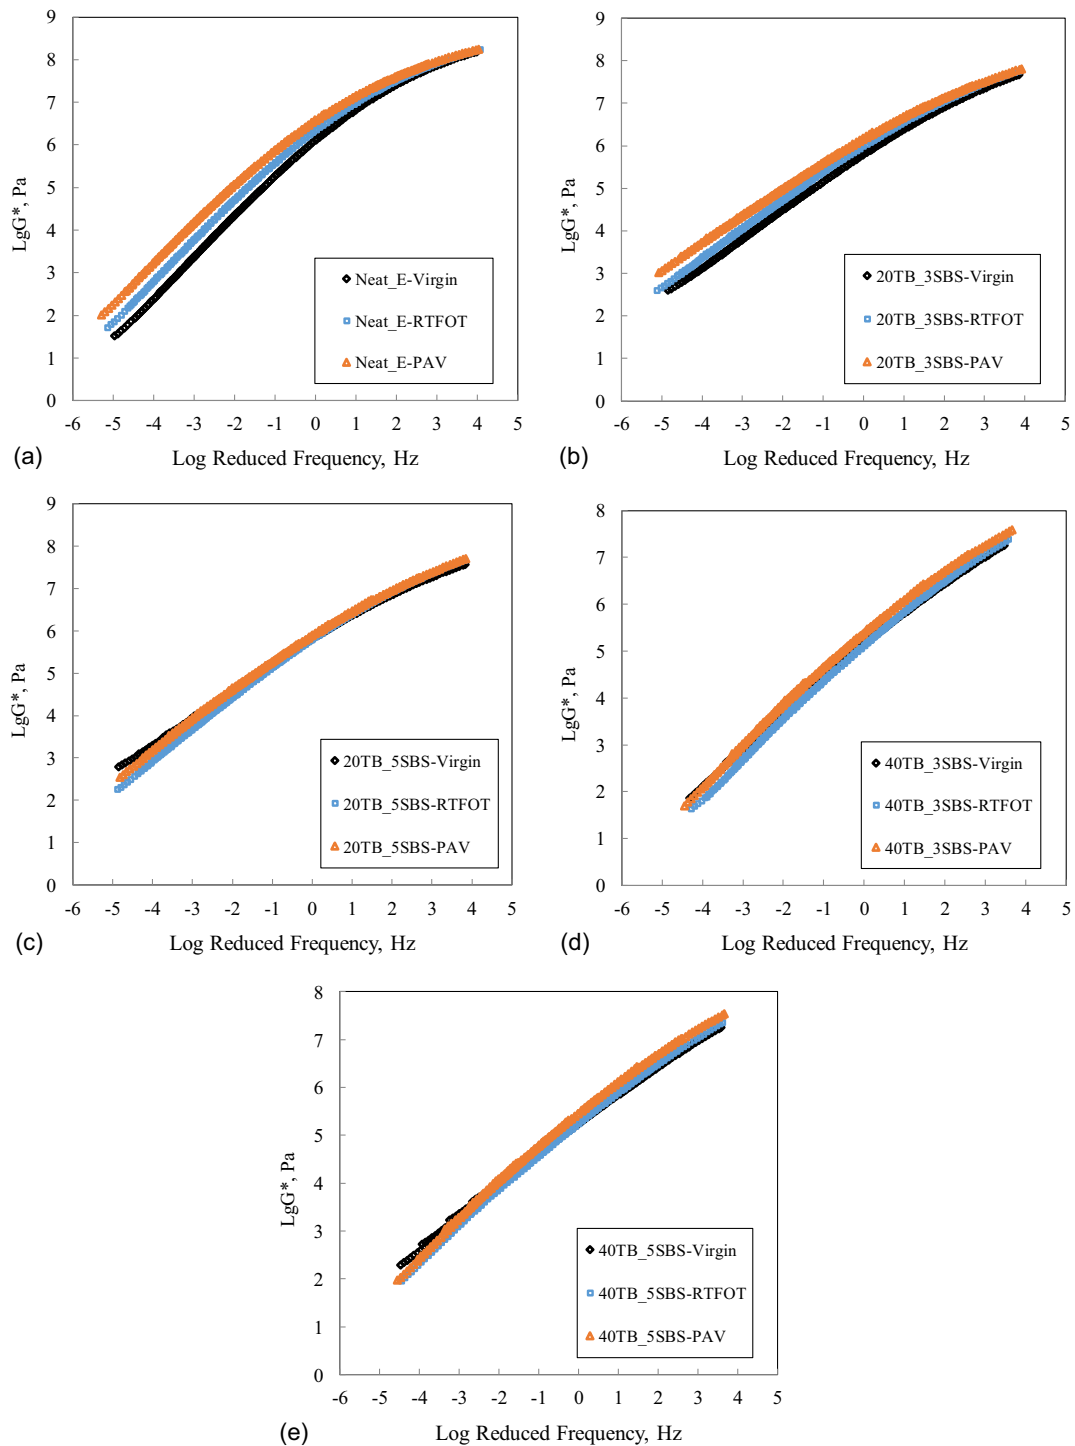 9
8
7
6
5
4
3
2
1
0
LgG*, Pa
Neat_E-Virgin
Neat_E-RTFOT
Neat_E-PAV
-6 -5 -4 -3 -2 -1 0 1 2 3 4 5
(a) Log Reduced Frequency, Hz
9
8
7
6
5
4
3
2
1
0
LgG*, Pa
20TB_3SBS-Virgin
20TB_3SBS-RTFOT
20TB_3SBS-PAV
-6 -5 -4 -3 -2 -1 0 1 2 3 4 5
(b) Log Reduced Frequency, Hz
9
8
7
6
5
4
3
2
1
0
LgG*, Pa
20TB_5SBS-Virgin
20TB_5SBS-RTFOT
20TB_5SBS-PAV
-6 -5 -4 -3 -2 -1 0 1 2 3 4 5
(c) Log Reduced Frequency, Hz
8
7
6
5
4
3
2
1
0
LgG*, Pa
40TB_3SBS-Virgin
40TB_3SBS-RTFOT
40TB_3SBS-PAV
-6 -5 -4 -3 -2 -1 0 1 2 3 4 5
(d) Log Reduced Frequency, Hz
8
7
6
5
4
3
2
1
0
LgG*, Pa
40TB_5SBS-Virgin
40TB_5SBS-RTFOT
40TB_5SBS-PAV
-6 -5 -4 -3 -2 -1 0 1 2 3 4 5
(e) Log Reduced Frequency, Hz